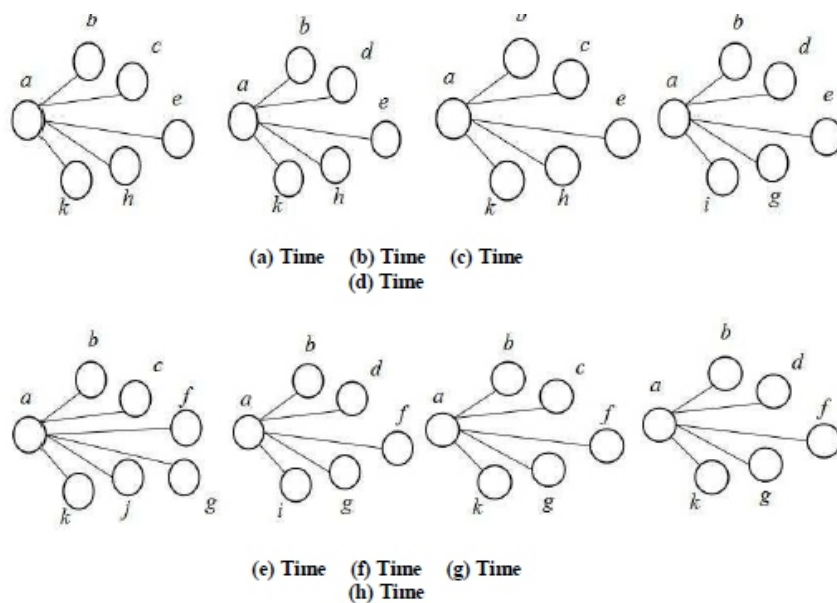 b b b b
c d c d
a a a a
e e e e
k h k h k h i g
(a) Time (b) Time (c) Time
(d) Time
b b b b
c d c d
a f a f a f a f
k j g i g k g k g
(e) Time (f) Time (g) Time
(h) Time